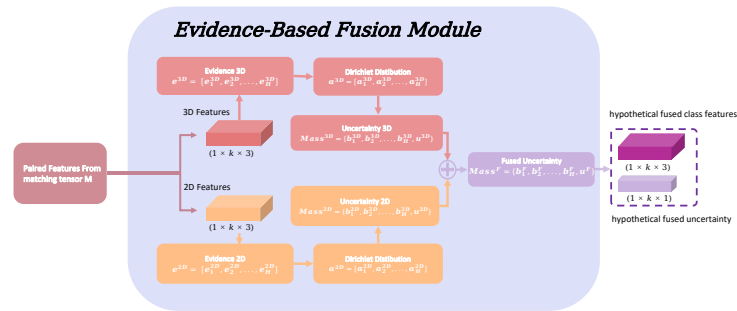 Evidence-Based Fusion Module
Evidence 3D
e^{3D} = [e_1^{3D}, e_2^{3D}, . . . , e_H^{3D}]
Dirichlet Distibution
α^{3D} = [α_1^{3D}, α_2^{3D}, . . . , α_H^{3D}]
3D Features
(1 × k × 3)
Uncertainty 3D
Mass^{3D} = (b_1^{3D}, b_2^{3D}, . . . , b_H^{3D}, u^{3D})
Paired Features From
matching tensor M
2D Features
(1 × k × 3)
Uncertainty 2D
Mass^{2D} = (b_1^{2D}, b_2^{2D}, . . . , b_H^{2D}, u^{2D})
Evidence 2D
e^{2D} = [e_1^{2D}, e_2^{2D}, . . . , e_H^{2D}]
Dirichlet Distibution
α^{2D} = [α_1^{2D}, α_2^{2D}, . . . , α_H^{2D}]
Fused Uncertainty
Mass^F = (b_1^F, b_2^F, . . . , b_H^F, u^F)
hypothetical fused class features
(1 × k × 3)
(1 × k × 1)
hypothetical fused uncertainty